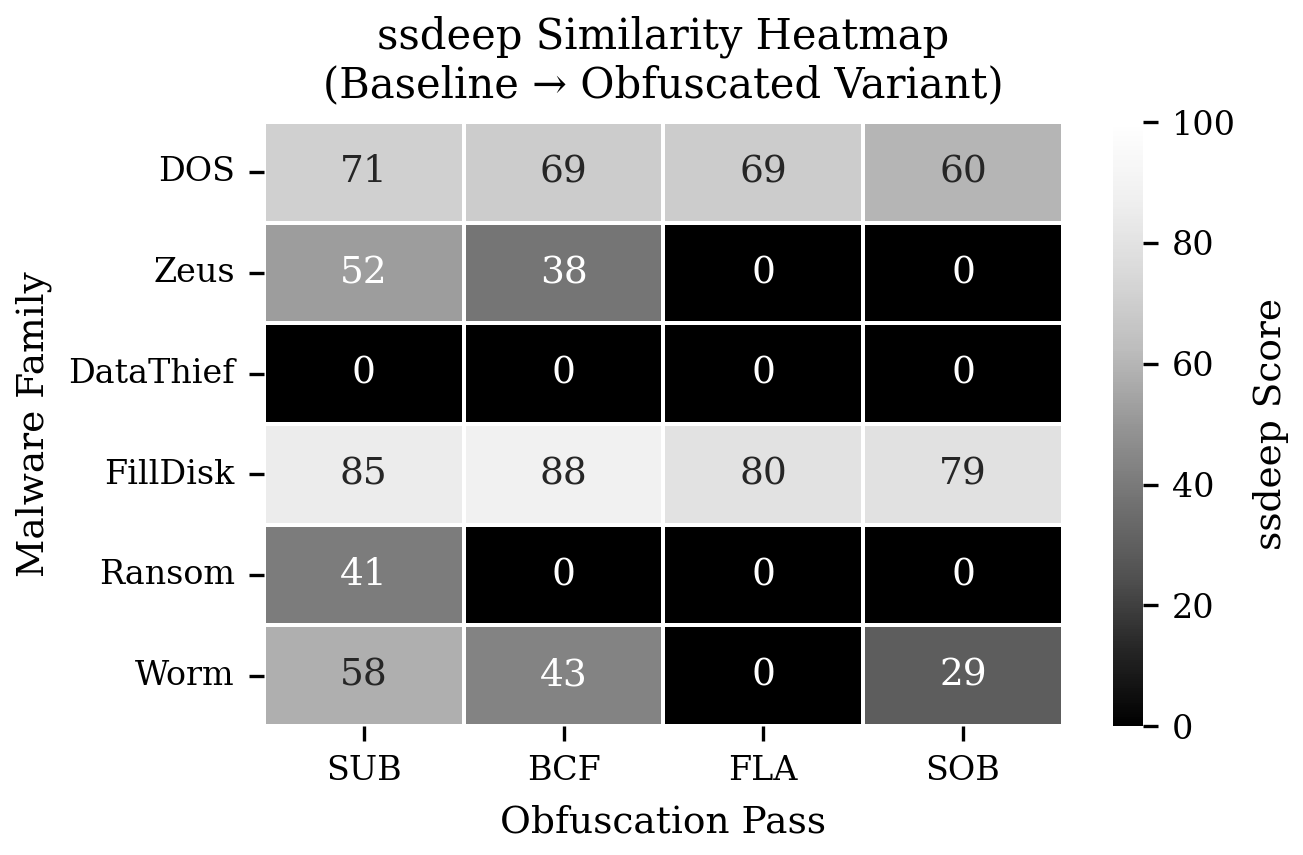 ssdeep Similarity Heatmap
(Baseline → Obfuscated Variant)
Malware Family
DOS 71 69 69 60
Zeus 52 38 0 0
DataThief 0 0 0 0
FillDisk 85 88 80 79
Ransom 41 0 0 0
Worm 58 43 0 29
SUB BCF FLA SOB
Obfuscation Pass
100
80
60
40
20
0
ssdeep Score